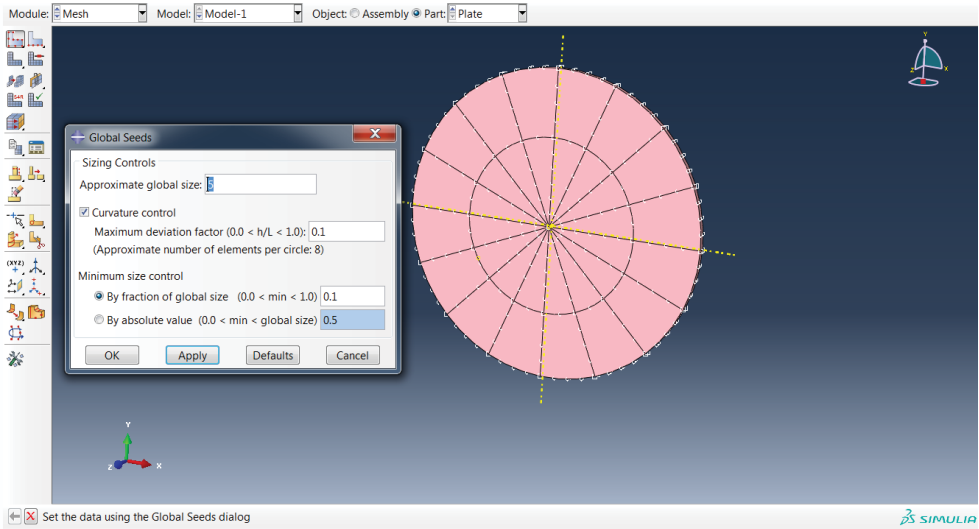 Module: Mesh Model: Model-1 Object: Assembly Part: Plate
Y
Z X
Global Seeds
Sizing Controls
Approximate global size: 5
Curvature control
Maximum deviation factor (0.0 < h/L < 1.0): 0.1
(Approximate number of elements per circle: 8)
Minimum size control
By fraction of global size (0.0 < min < 1.0) 0.1
By absolute value (0.0 < min < global size) 0.5
OK Apply Defaults Cancel
(XYZ)
Y
Z X
Set the data using the Global Seeds dialog
SIMULIA